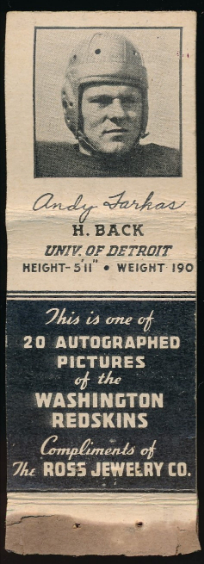 Andy Farkas
H. BACK
UNIV. OF DETROIT
HEIGHT-5'11" • WEIGHT 190
This is one of
20 AUTOGRAPHED
PICTURES
of the
WASHINGTON
REDSKINS
Compliments of
The ROSS JEWELRY CO.